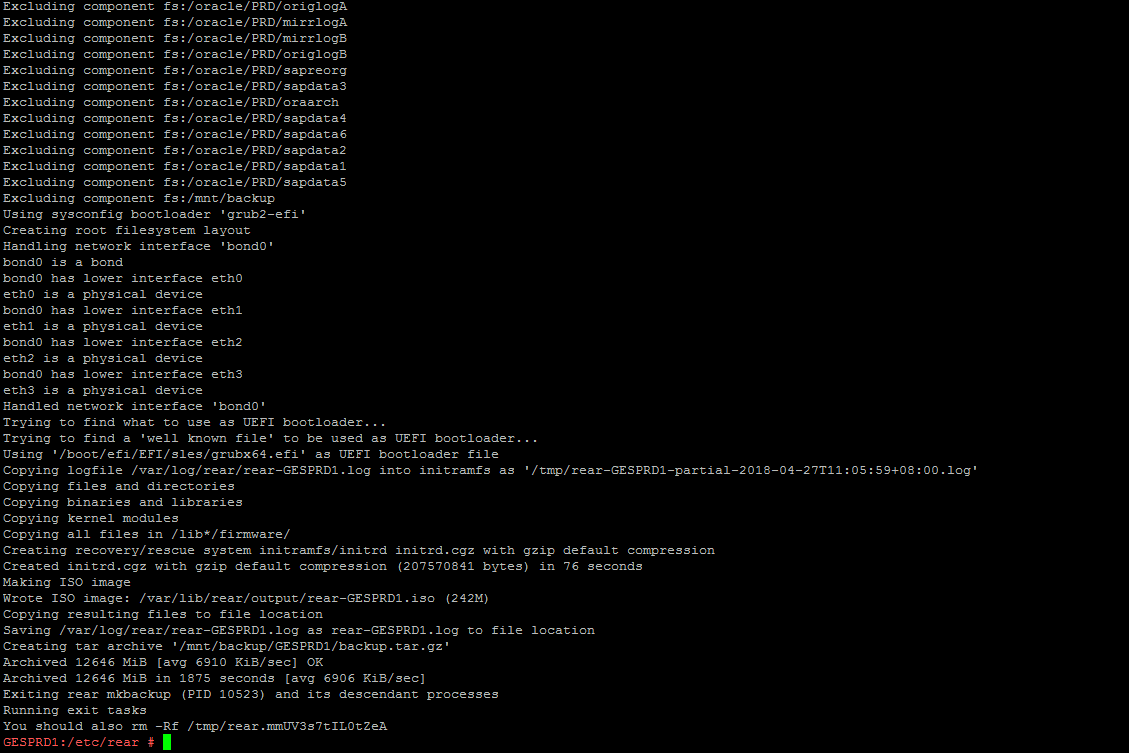 Excluding component fs:/oracle/PRD/origlogA
Excluding component fs:/oracle/PRD/mirrlogA
Excluding component fs:/oracle/PRD/mirrlogB
Excluding component fs:/oracle/PRD/origlogB
Excluding component fs:/oracle/PRD/sapreorg
Excluding component fs:/oracle/PRD/sapdata3
Excluding component fs:/oracle/PRD/oraarch
Excluding component fs:/oracle/PRD/sapdata4
Excluding component fs:/oracle/PRD/sapdata6
Excluding component fs:/oracle/PRD/sapdata2
Excluding component fs:/oracle/PRD/sapdata1
Excluding component fs:/oracle/PRD/sapdata5
Excluding component fs:/mnt/backup
Using sysconfig bootloader 'grub2-efi'
Creating root filesystem layout
Handling network interface 'bond0'
bond0 is a bond
bond0 has lower interface eth0
eth0 is a physical device
bond0 has lower interface eth1
eth1 is a physical device
bond0 has lower interface eth2
eth2 is a physical device
bond0 has lower interface eth3
eth3 is a physical device
Handled network interface 'bond0'
Trying to find what to use as UEFI bootloader...
Trying to find a 'well known file' to be used as UEFI bootloader...
Using '/boot/efi/EFI/sles/grubx64.efi' as UEFI bootloader file
Copying logfile /var/log/rear/rear-GESPRD1.log into initramfs as '/tmp/rear-GESPRD1-partial-2018-04-27T11:05:59+08:00.log'
Copying files and directories
Copying binaries and libraries
Copying kernel modules
Copying all files in /lib*/firmware/
Creating recovery/rescue system initramfs/initrd initrd.cgz with gzip default compression
Created initrd.cgz with gzip default compression (207570841 bytes) in 76 seconds
Making ISO image
Wrote ISO image: /var/lib/rear/output/rear-GESPRD1.iso (242M)
Copying resulting files to file location
Saving /var/log/rear/rear-GESPRD1.log as rear-GESPRD1.log to file location
Creating tar archive '/mnt/backup/GESPRD1/backup.tar.gz'
Archived 12646 MiB [avg 6910 KiB/sec] OK
Archived 12646 MiB in 1875 seconds [avg 6906 KiB/sec]
Exiting rear mkbackup (PID 10523) and its descendant processes
Running exit tasks
You should also rm -Rf /tmp/rear.mmUV3s7tIL0tZeA
GESPRD1:/etc/rear #